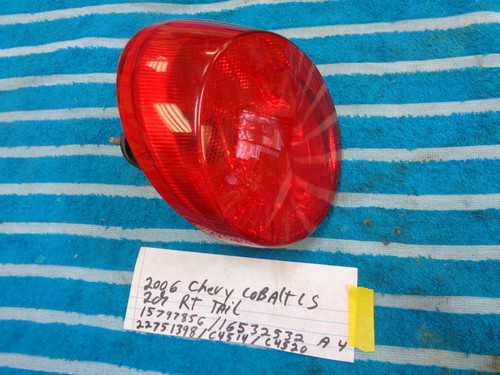 2006 Chevy CoBAlt LS
2dr RT TAIL
15797856/16532532 A4
22751398/C4514/C4520